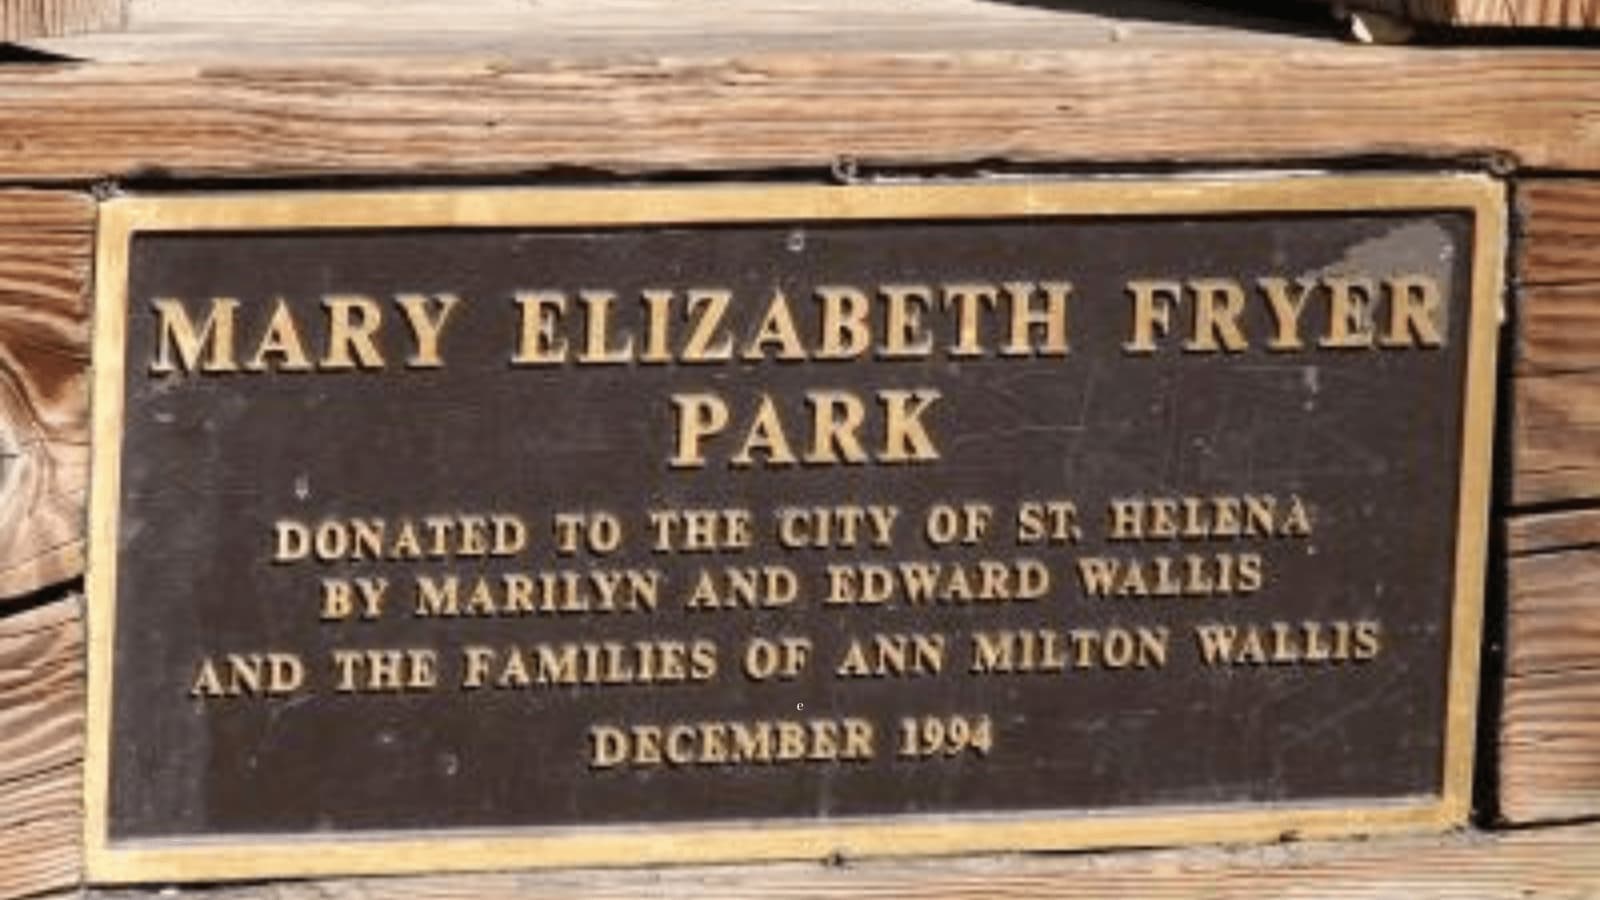 MARY ELIZABETH FRYER
PARK
DONATED TO THE CITY OF ST. HELENA
BY MARILYN AND EDWARD WALLIS
AND THE FAMILIES OF ANN MILTON WALLIS
e
DECEMBER 1994